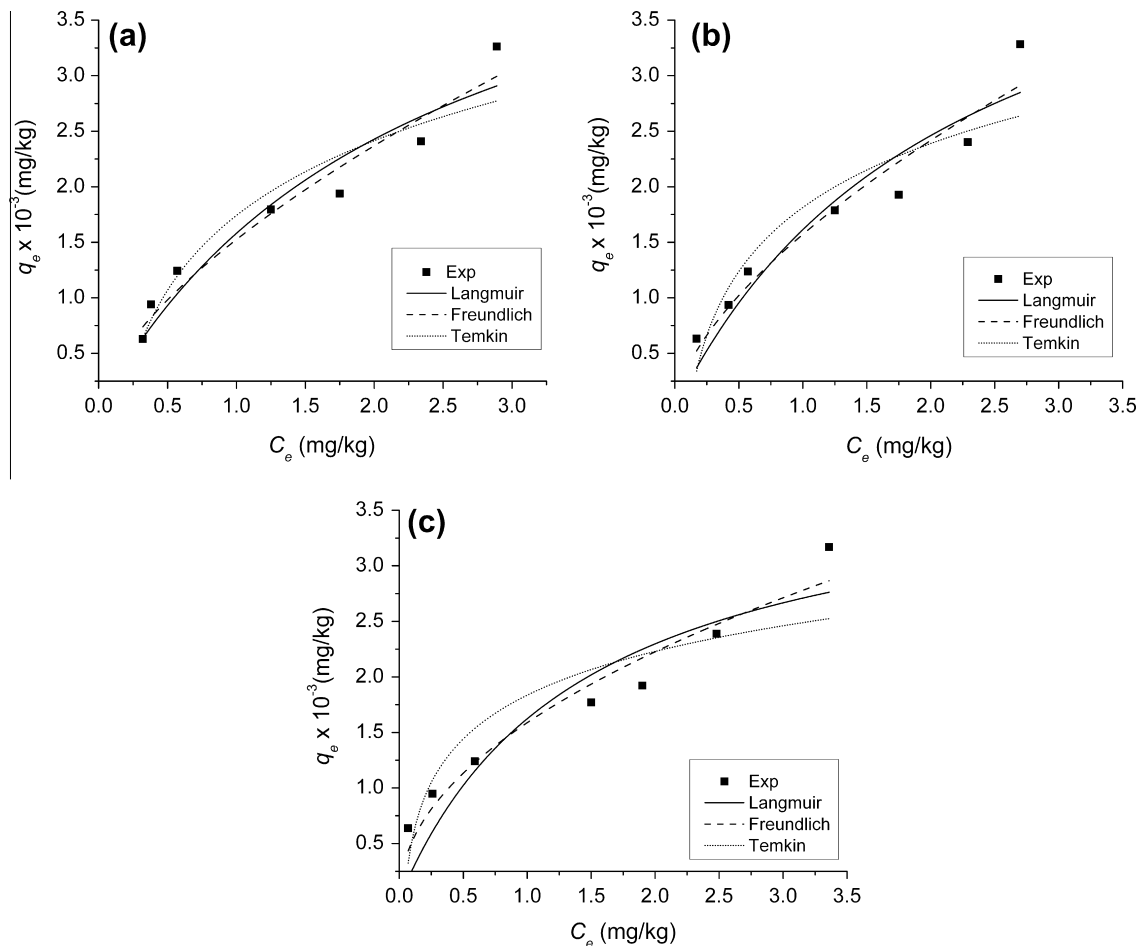 (a)
3.5
3.0
2.5
2.0
1.5
1.0
0.5
qe x 10-3(mg/kg)
Exp
Langmuir
Freundlich
Temkin
0.0 0.5 1.0 1.5 2.0 2.5 3.0
Ce (mg/kg)
(b)
3.5
3.0
2.5
2.0
1.5
1.0
0.5
qe x 10-3(mg/kg)
Exp
Langmuir
Freundlich
Temkin
0.0 0.5 1.0 1.5 2.0 2.5 3.0 3.5
Ce (mg/kg)
(c)
3.5
3.0
2.5
2.0
1.5
1.0
0.5
qe x 10-3(mg/kg)
Exp
Langmuir
Freundlich
Temkin
0.0 0.5 1.0 1.5 2.0 2.5 3.0 3.5
Ce (mg/kg)